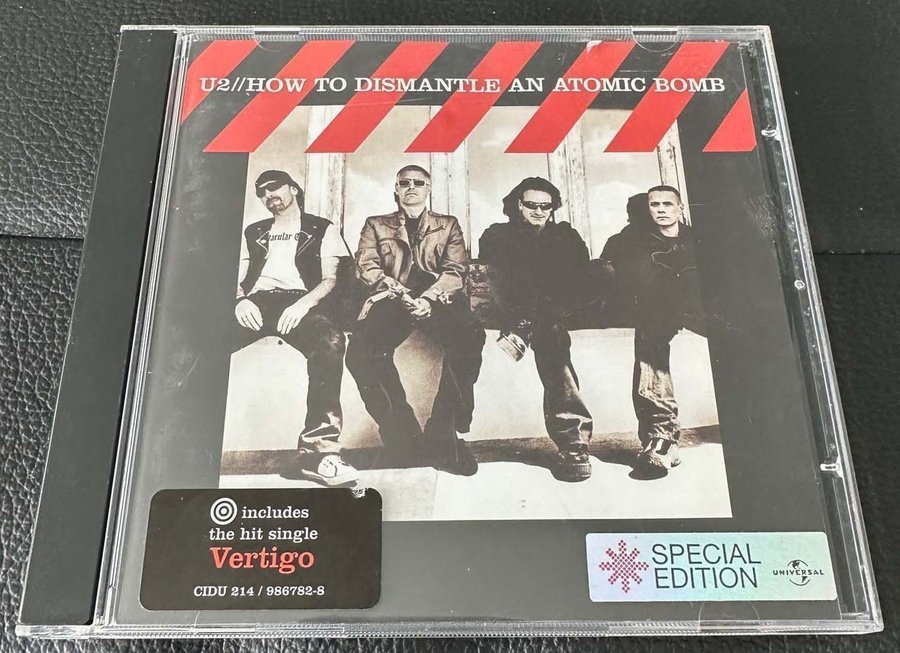 U2//HOW TO DISMANTLE AN ATOMIC BOMB
includes
the hit single
Vertigo
CIDU 214 / 986782-8
SPECIAL
EDITION
UNIVERSAL